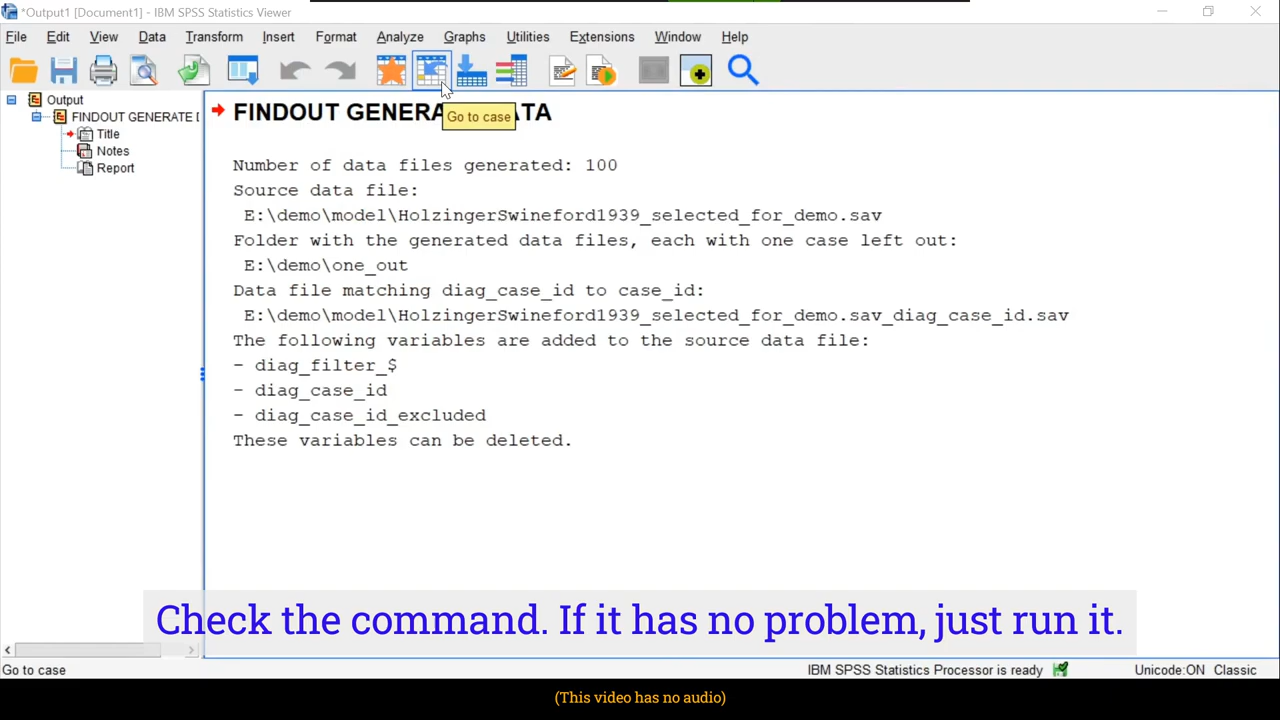 *Output1 [Document1] - IBM SPSS Statistics Viewer
File Edit View Data Transform Insert Format Analyze Graphs Utilities Extensions Window Help
Output
FINDOUT GENERATE
Title
Notes
Report
FINDOUT GENERA TA
Go to case
Number of data files generated: 100
Source data file:
E:\demo\model\HolzingerSwineford1939_selected_for_demo.sav
Folder with the generated data files, each with one case left out:
E:\demo\one_out
Data file matching diag_case_id to case_id:
E:\demo\model\HolzingerSwineford1939_selected_for_demo.sav_diag_case_id.sav
The following variables are added to the source data file:
- diag_filter_$
- diag_case_id
- diag_case_id_excluded
These variables can be deleted.
Check the command. If it has no problem, just run it.
Go to case IBM SPSS Statistics Processor is ready Unicode:ON Classic
(This video has no audio)